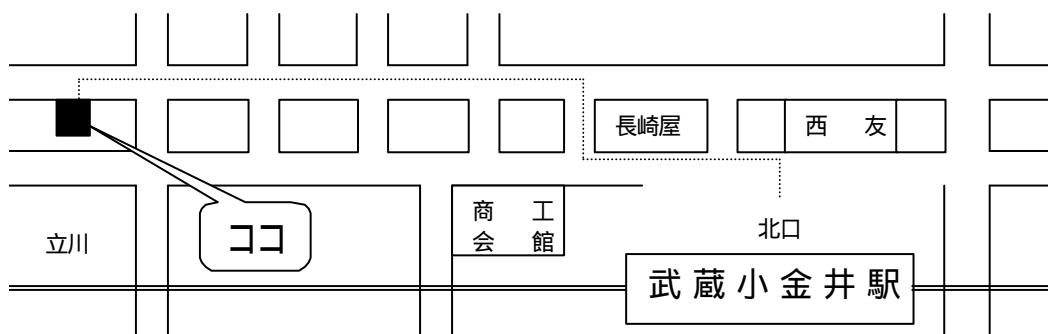 長崎屋
西 友
商 工
会 館
北口
立川
ココ
武蔵小金井駅